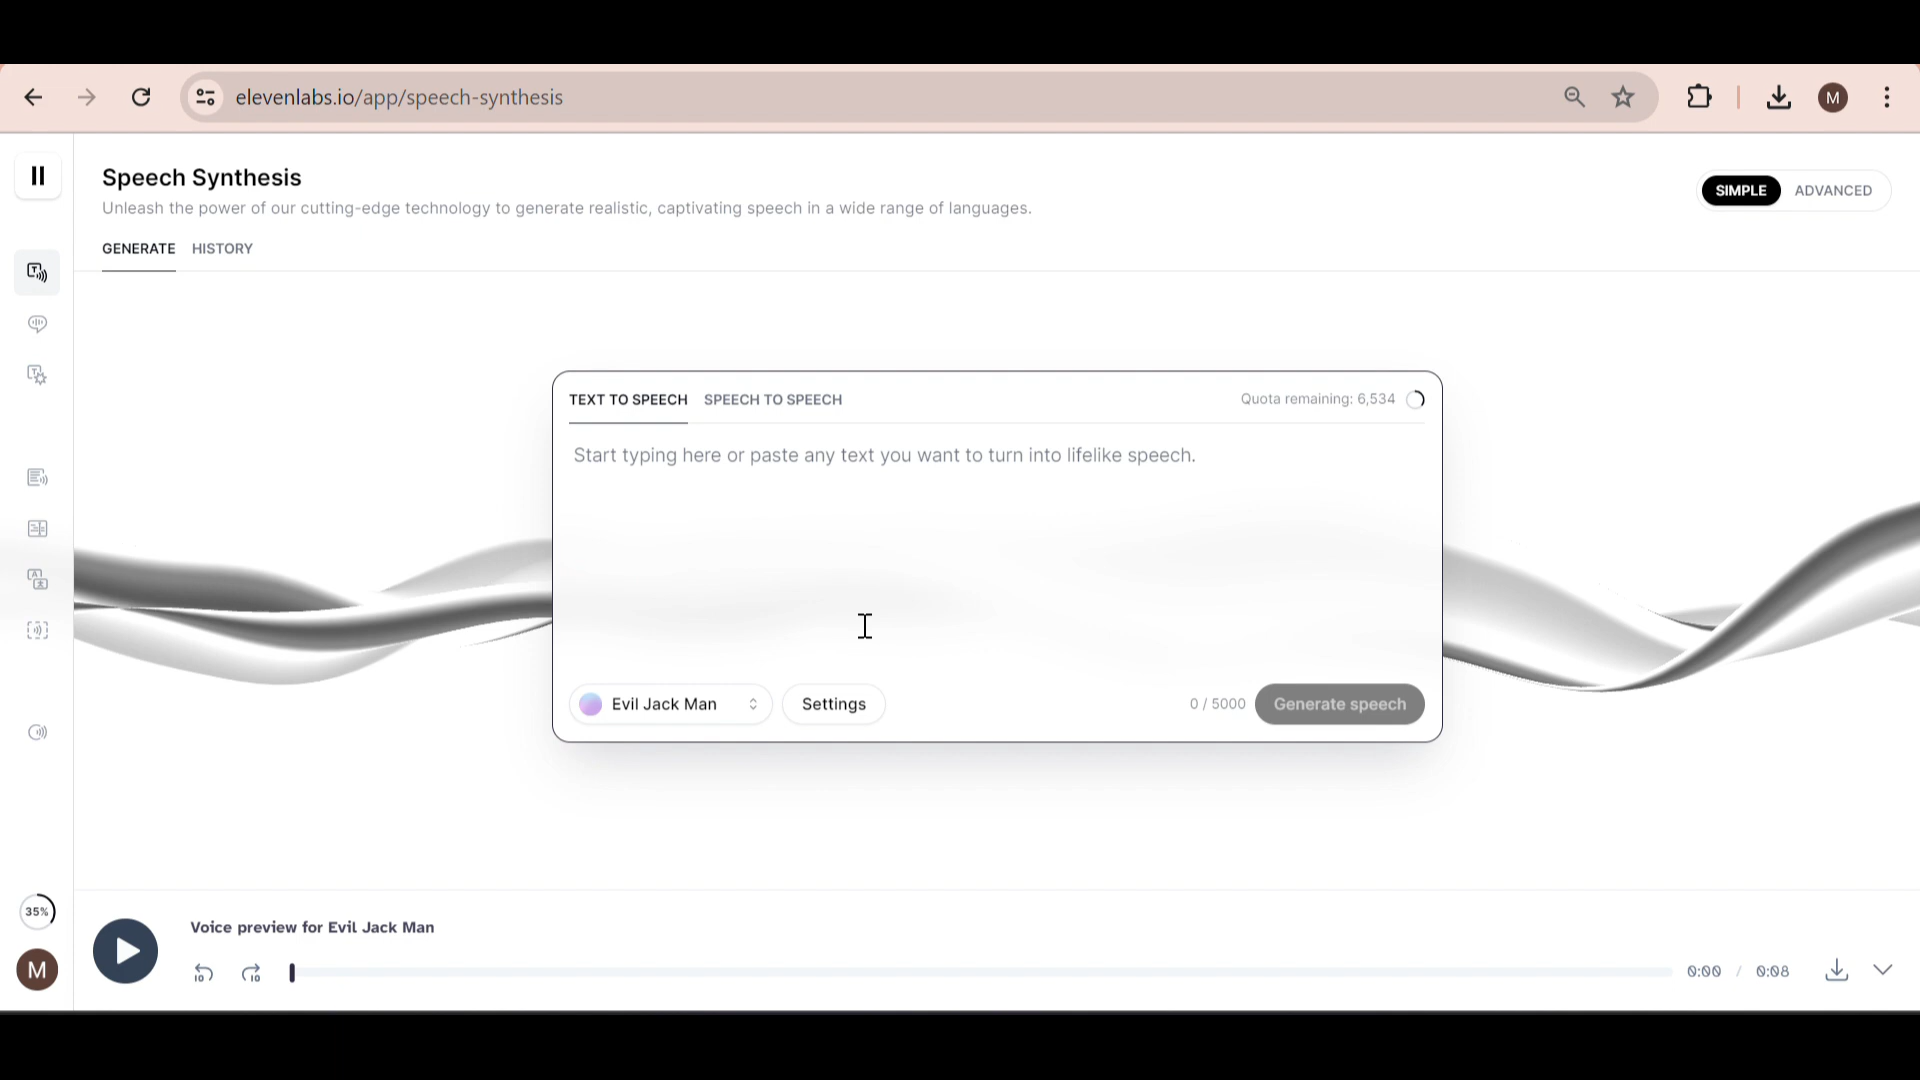 elevenlabs.io/app/speech-synthesis
M
Speech Synthesis
Unleash the power of our cutting-edge technology to generate realistic, captivating speech in a wide range of languages.
SIMPLE ADVANCED
GENERATE HISTORY
TEXT TO SPEECH SPEECH TO SPEECH Quota remaining: 6,534
Start typing here or paste any text you want to turn into lifelike speech.
Evil Jack Man Settings 0 / 5000 Generate speech
35%
Voice preview for Evil Jack Man
M
10 10 0:00 / 0:08